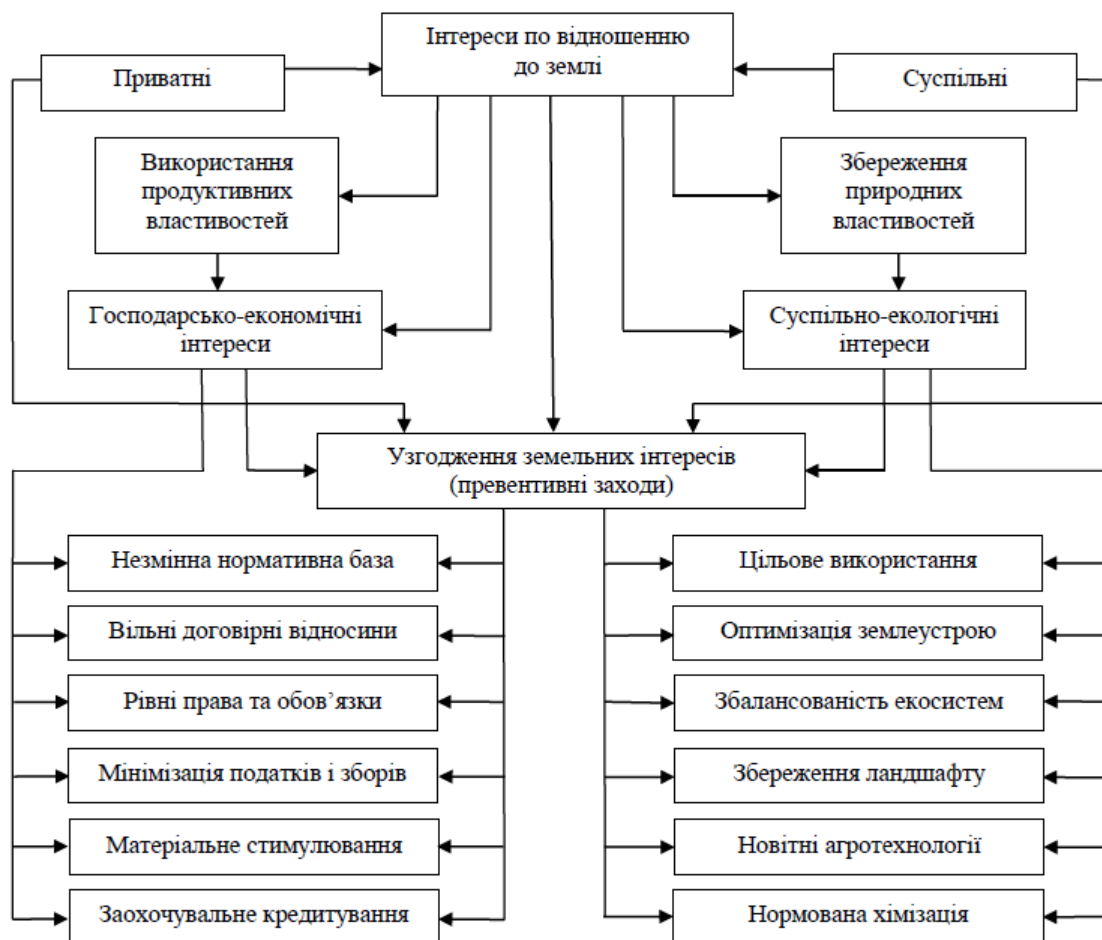 Інтереси по відношенню
до землі
Приватні
Суспільні
Використання
продуктивних
властивостей
Збереження
природних
властивостей
Господарсько-економічні
інтереси
Суспільно-екологічні
інтереси
Узгодження земельних інтересів
(превентивні заходи)
Незмінна нормативна база
Цільове використання
Вільні договірні відносини
Оптимізація землеустрою
Рівні права та обов’язки
Збалансованість екосистем
Мінімізація податків і зборів
Збереження ландшафту
Матеріальне стимулювання
Новітні агротехнології
Заохочувальне кредитування
Нормована хімізація